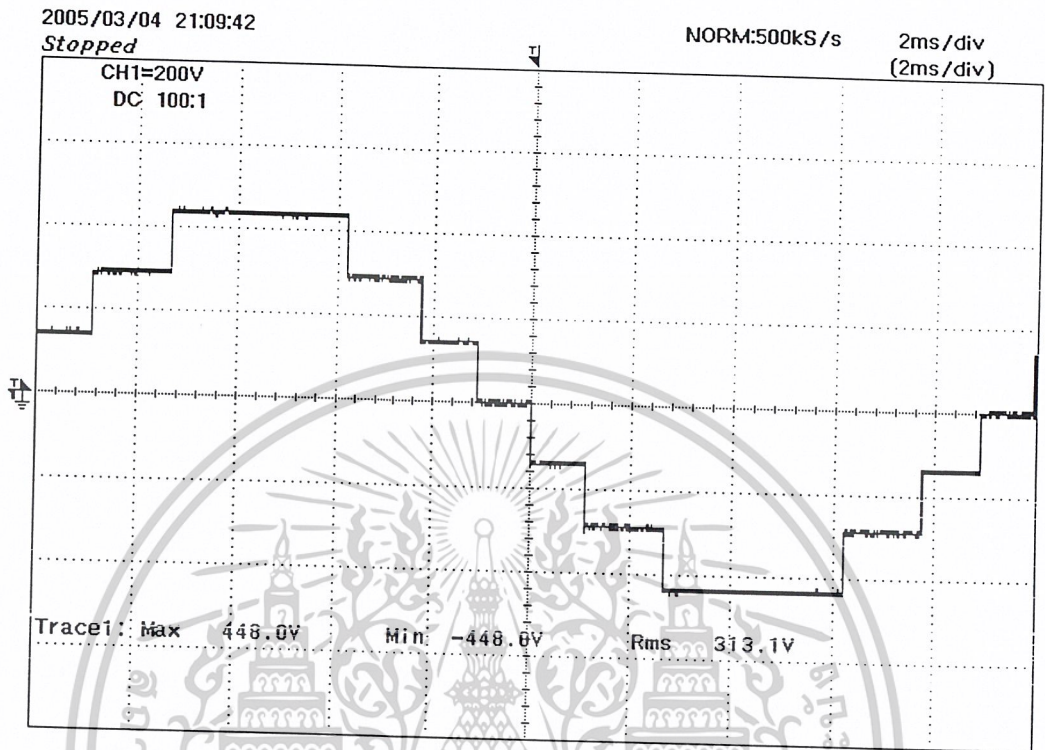 2005/03/04 21:09:42
Stopped
NORM:500kS/s 2ms/div
(2ms/div)
CH1=200V
DC 100:1
T
T
Trace1: Max 448.0V Min -448.0V Rms 313.1V